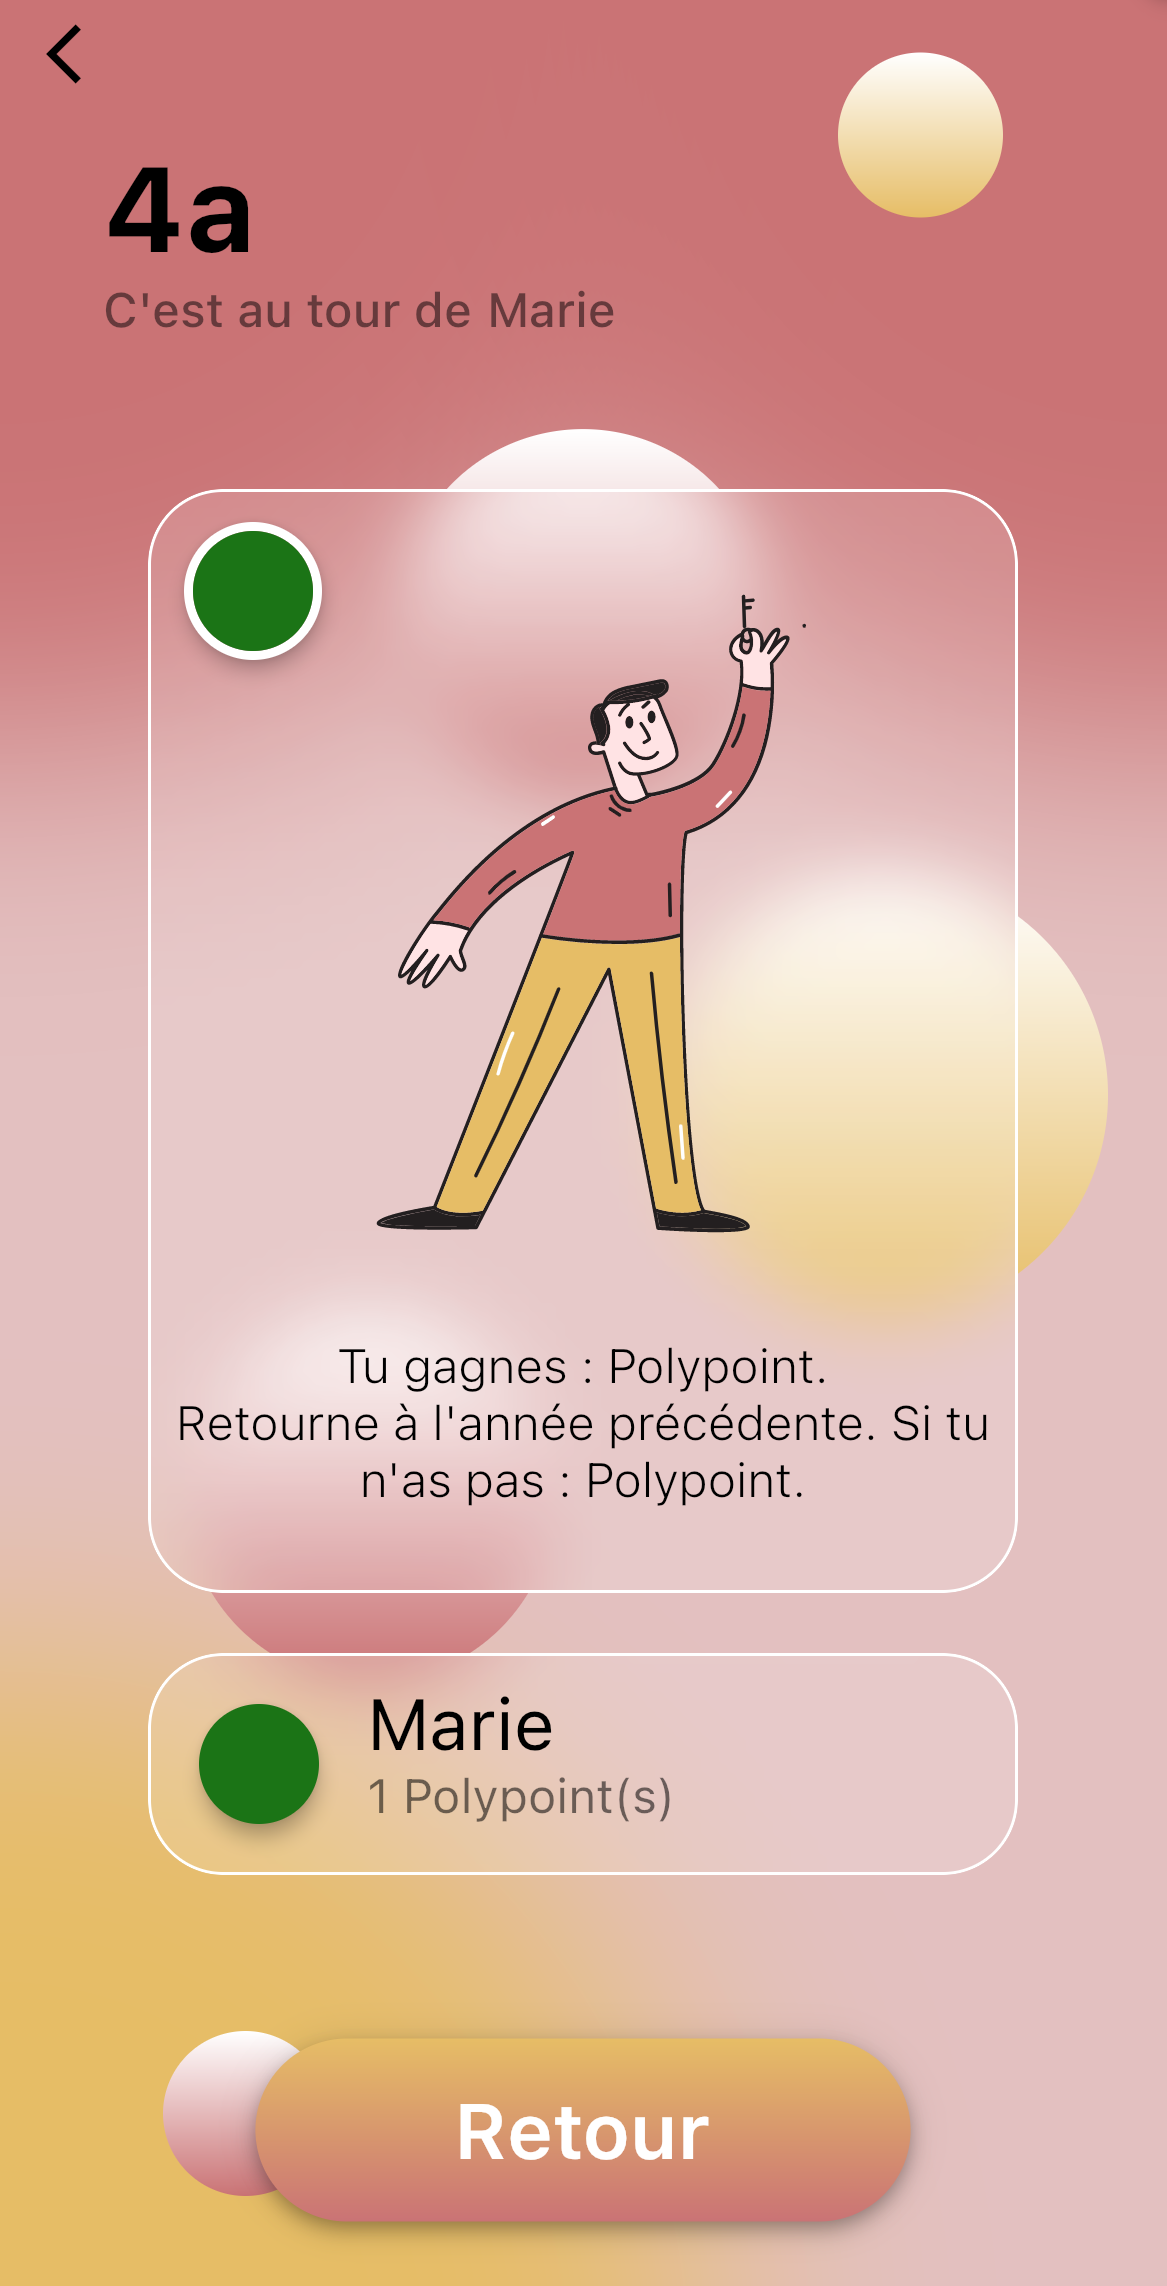 4a
C'est au tour de Marie
Tu gagnes : Polypoint.
Retourne à l'année précédente. Si tu
n'as pas : Polypoint.
Marie
1 Polypoint(s)
Retour